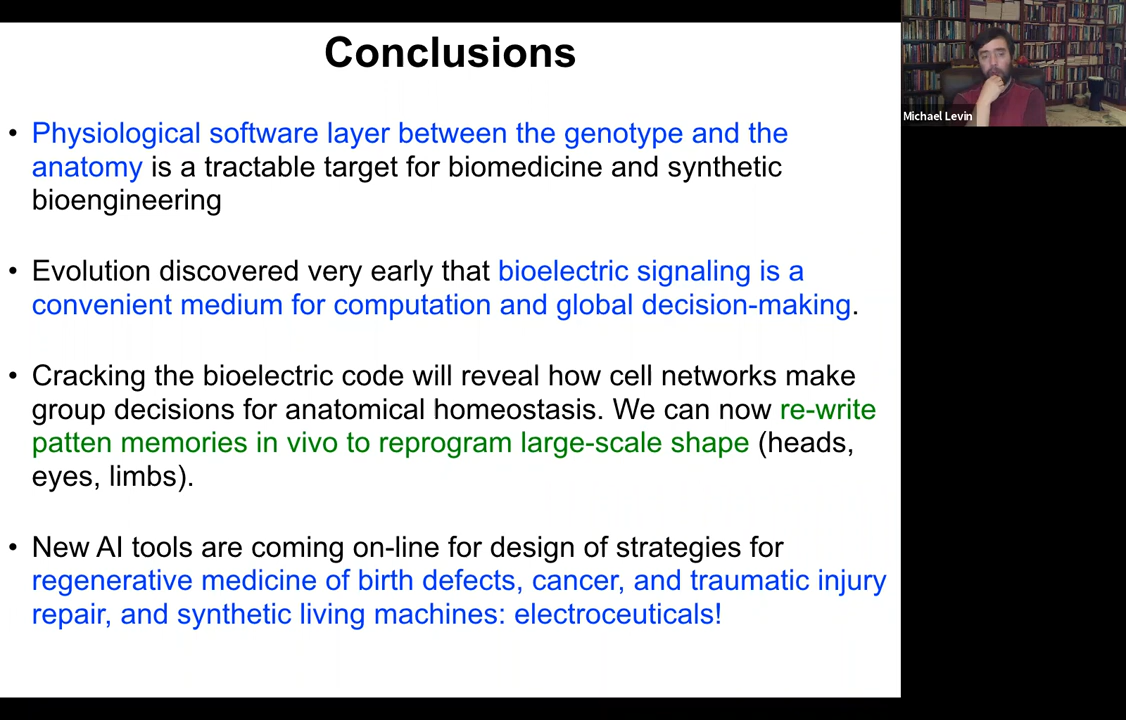 Conclusions
Michael Levin
• Physiological software layer between the genotype and the
anatomy is a tractable target for biomedicine and synthetic
bioengineering
• Evolution discovered very early that bioelectric signaling is a
convenient medium for computation and global decision-making.
• Cracking the bioelectric code will reveal how cell networks make
group decisions for anatomical homeostasis. We can now re-write
patten memories in vivo to reprogram large-scale shape (heads,
eyes, limbs).
• New AI tools are coming on-line for design of strategies for
regenerative medicine of birth defects, cancer, and traumatic injury
repair, and synthetic living machines: electroceuticals!